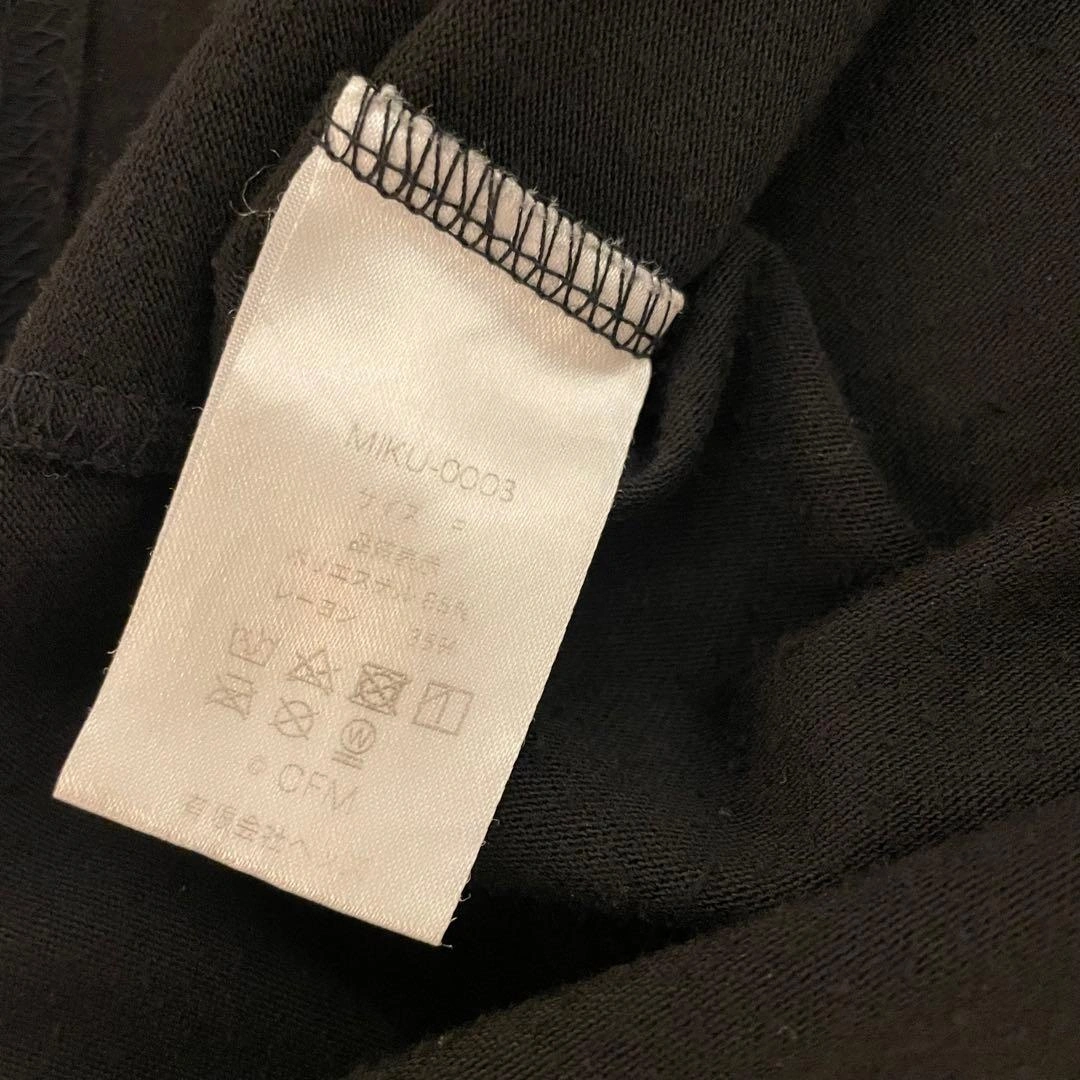 MIKU-0003
サイズ
品質表示
ポリエステル 65%
レーヨン 35%
© CFM
有限会社